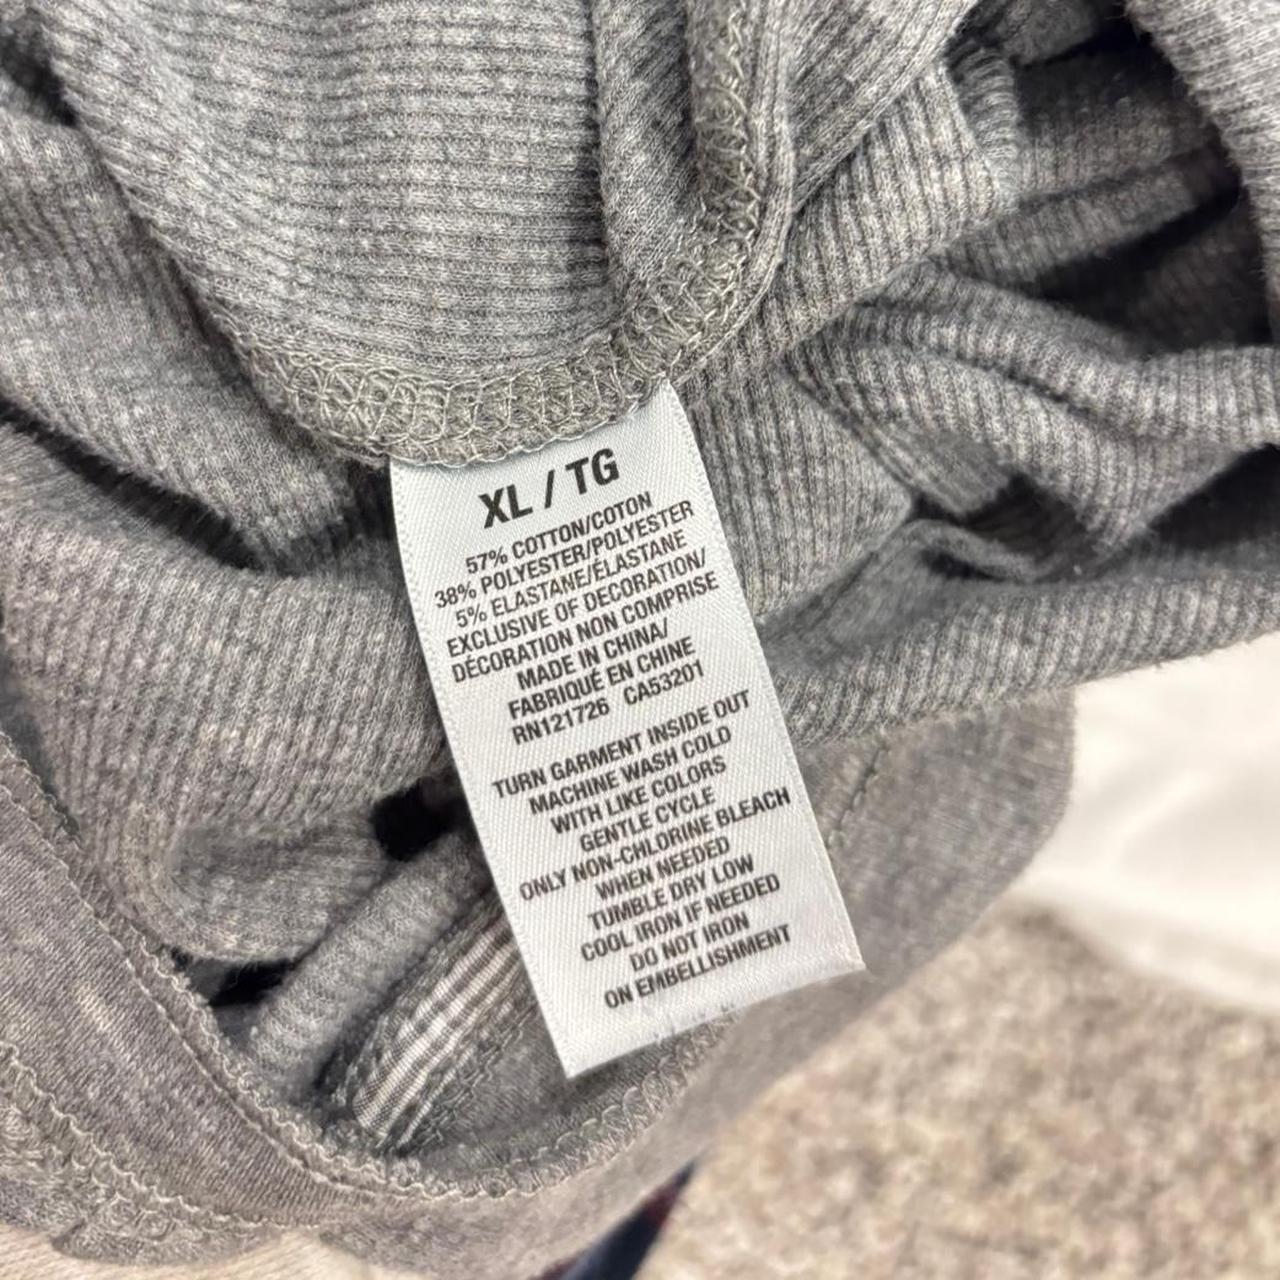 XL / TG
57% COTTON/COTON
38% POLYESTER/POLYESTER
5% ELASTANE/ÉLASTANE
EXCLUSIVE OF DECORATION/
DÉCORATION NON COMPRISE
MADE IN CHINA/
FABRIQUÉ EN CHINE
RN121726 CA53201
TURN GARMENT INSIDE OUT
MACHINE WASH COLD
WITH LIKE COLORS
GENTLE CYCLE
ONLY NON-CHLORINE BLEACH
WHEN NEEDED
TUMBLE DRY LOW
COOL IRON IF NEEDED
DO NOT IRON
ON EMBELLISHMENT